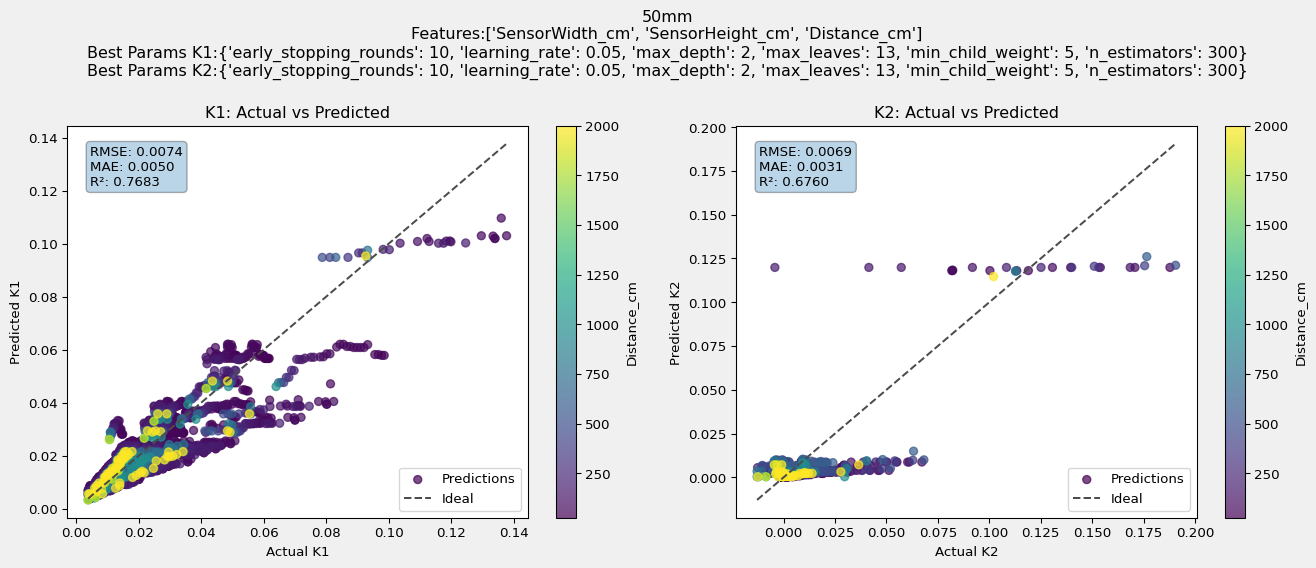 50mm
Features:['SensorWidth_cm', 'SensorHeight_cm', 'Distance_cm']
Best Params K1:{'early_stopping_rounds': 10, 'learning_rate': 0.05, 'max_depth': 2, 'max_leaves': 13, 'min_child_weight': 5, 'n_estimators': 300}
Best Params K2:{'early_stopping_rounds': 10, 'learning_rate': 0.05, 'max_depth': 2, 'max_leaves': 13, 'min_child_weight': 5, 'n_estimators': 300}
K1: Actual vs Predicted
RMSE: 0.0074
MAE: 0.0050
R²: 0.7683
0.14
0.12
0.10
0.08
0.06
0.04
0.02
0.00
Predicted K1
Predictions
Ideal
0.00 0.02 0.04 0.06 0.08 0.10 0.12 0.14
Actual K1
2000
1750
1500
1250
1000
750
500
250
Distance_cm
K2: Actual vs Predicted
RMSE: 0.0069
MAE: 0.0031
R²: 0.6760
0.200
0.175
0.150
0.125
0.100
0.075
0.050
0.025
0.000
Predicted K2
Predictions
Ideal
0.000 0.025 0.050 0.075 0.100 0.125 0.150 0.175 0.200
Actual K2
2000
1750
1500
1250
1000
750
500
250
Distance_cm